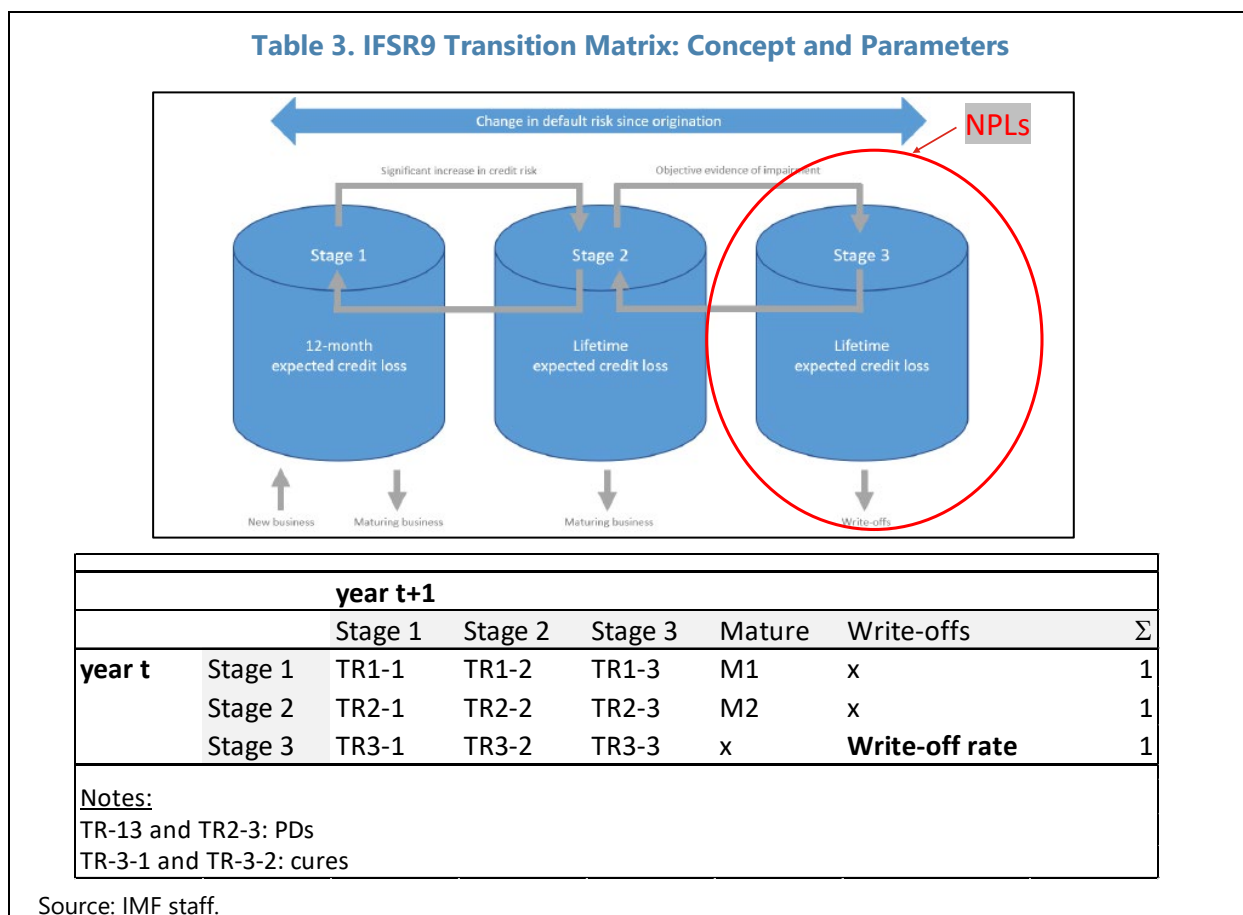 Table 3. IFSR9 Transition Matrix: Concept and Parameters
Change in default risk since origination
NPLs
Significant increase in credit risk
Objective evidence of impairment
Stage 1
Stage 2
Stage 3
12-month
expected credit loss
Lifetime
expected credit loss
Lifetime
expected credit loss
New business
Maturing business
Maturing business
Write-offs
year t+1
Stage 1 Stage 2 Stage 3 Mature Write-offs Σ
year t Stage 1 TR1-1 TR1-2 TR1-3 M1 x 1
Stage 2 TR2-1 TR2-2 TR2-3 M2 x 1
Stage 3 TR3-1 TR3-2 TR3-3 x Write-off rate 1
Notes:
TR-13 and TR2-3: PDs
TR-3-1 and TR-3-2: cures
Source: IMF staff.